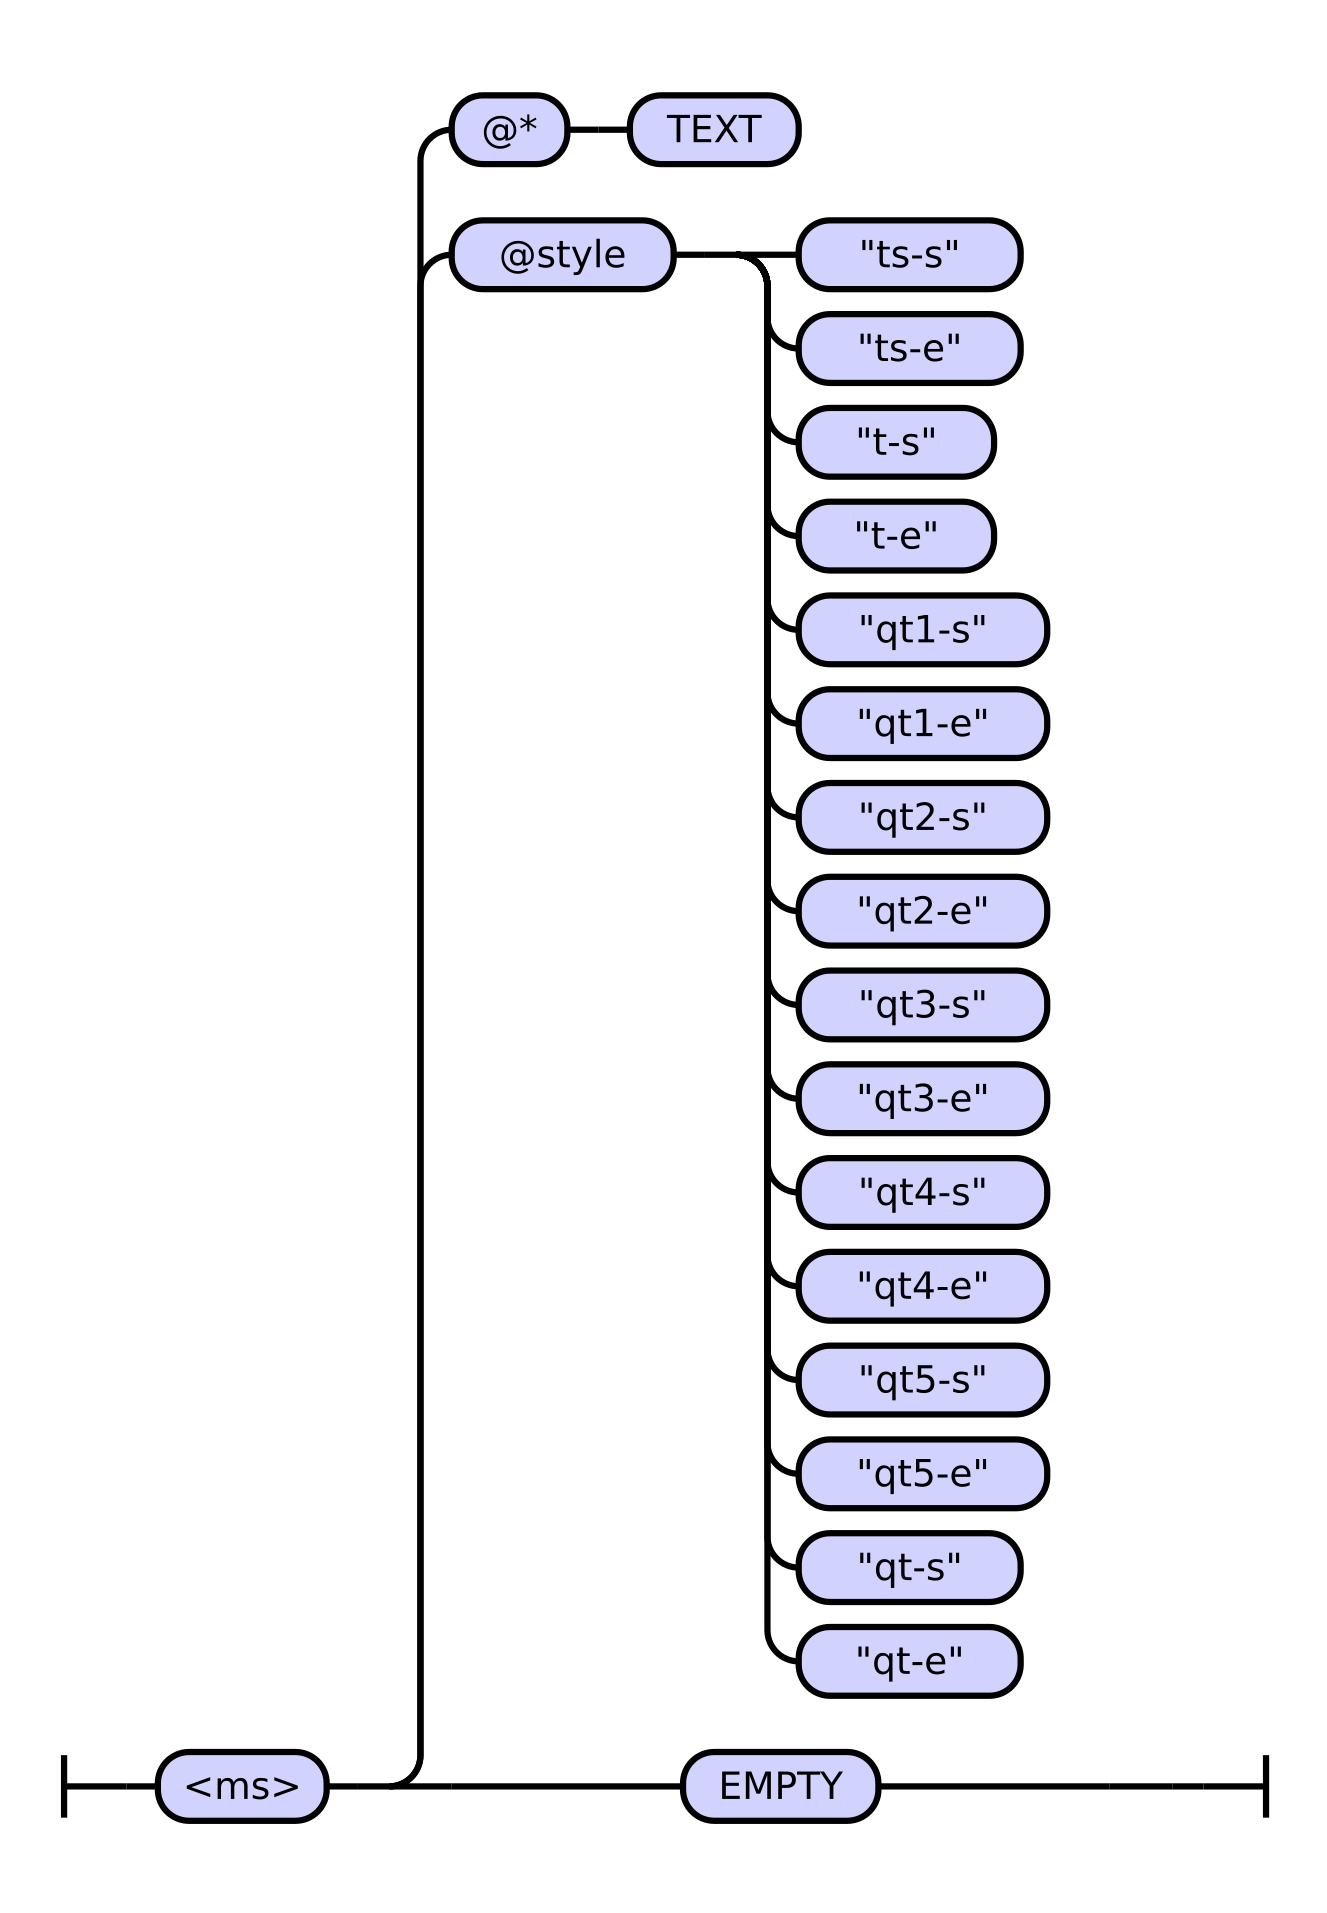 @* TEXT
@style "ts-s"
"ts-e"
"t-s"
"t-e"
"qt1-s"
"qt1-e"
"qt2-s"
"qt2-e"
"qt3-s"
"qt3-e"
"qt4-s"
"qt4-e"
"qt5-s"
"qt5-e"
"qt-s"
"qt-e"
<ms> EMPTY